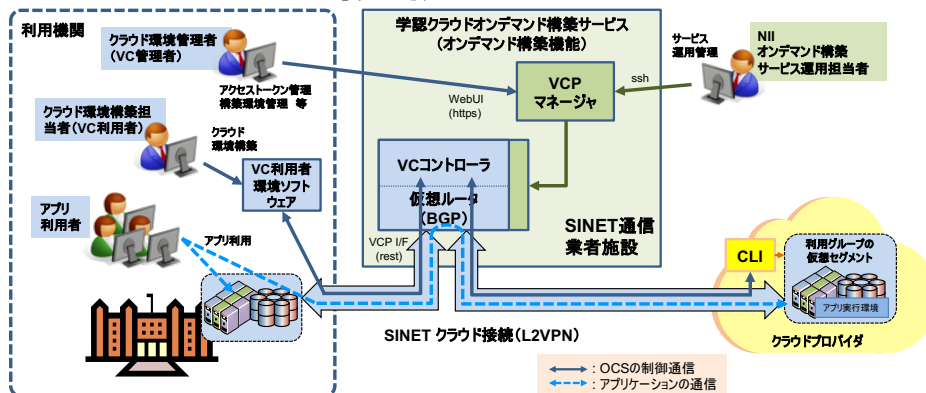 利用機関
クラウド環境管理者
(VC管理者)
アクセストークン管理
構築環境管理 等
クラウド環境構築担
当者(VC利用者)
クラウド
環境構築
VC利用者
環境ソフト
ウェア
アプリ
利用者
アプリ利用
学認クラウドオンデマンド構築サービス
(オンデマンド構築機能)
WebUI
(https)
VCP
マネージャ
ssh
サービス
運用管理
NII
オンデマンド構築
サービス運用担当者
VCコントローラ
仮想ルータ
(BGP)
VCP I/F
(rest)
SINET通信
業者施設
CLI
利用グループの
仮想セグメント
アプリ実行環境
クラウドプロバイダ
SINET クラウド接続(L2VPN)
: OCSの制御通信
: アプリケーションの通信